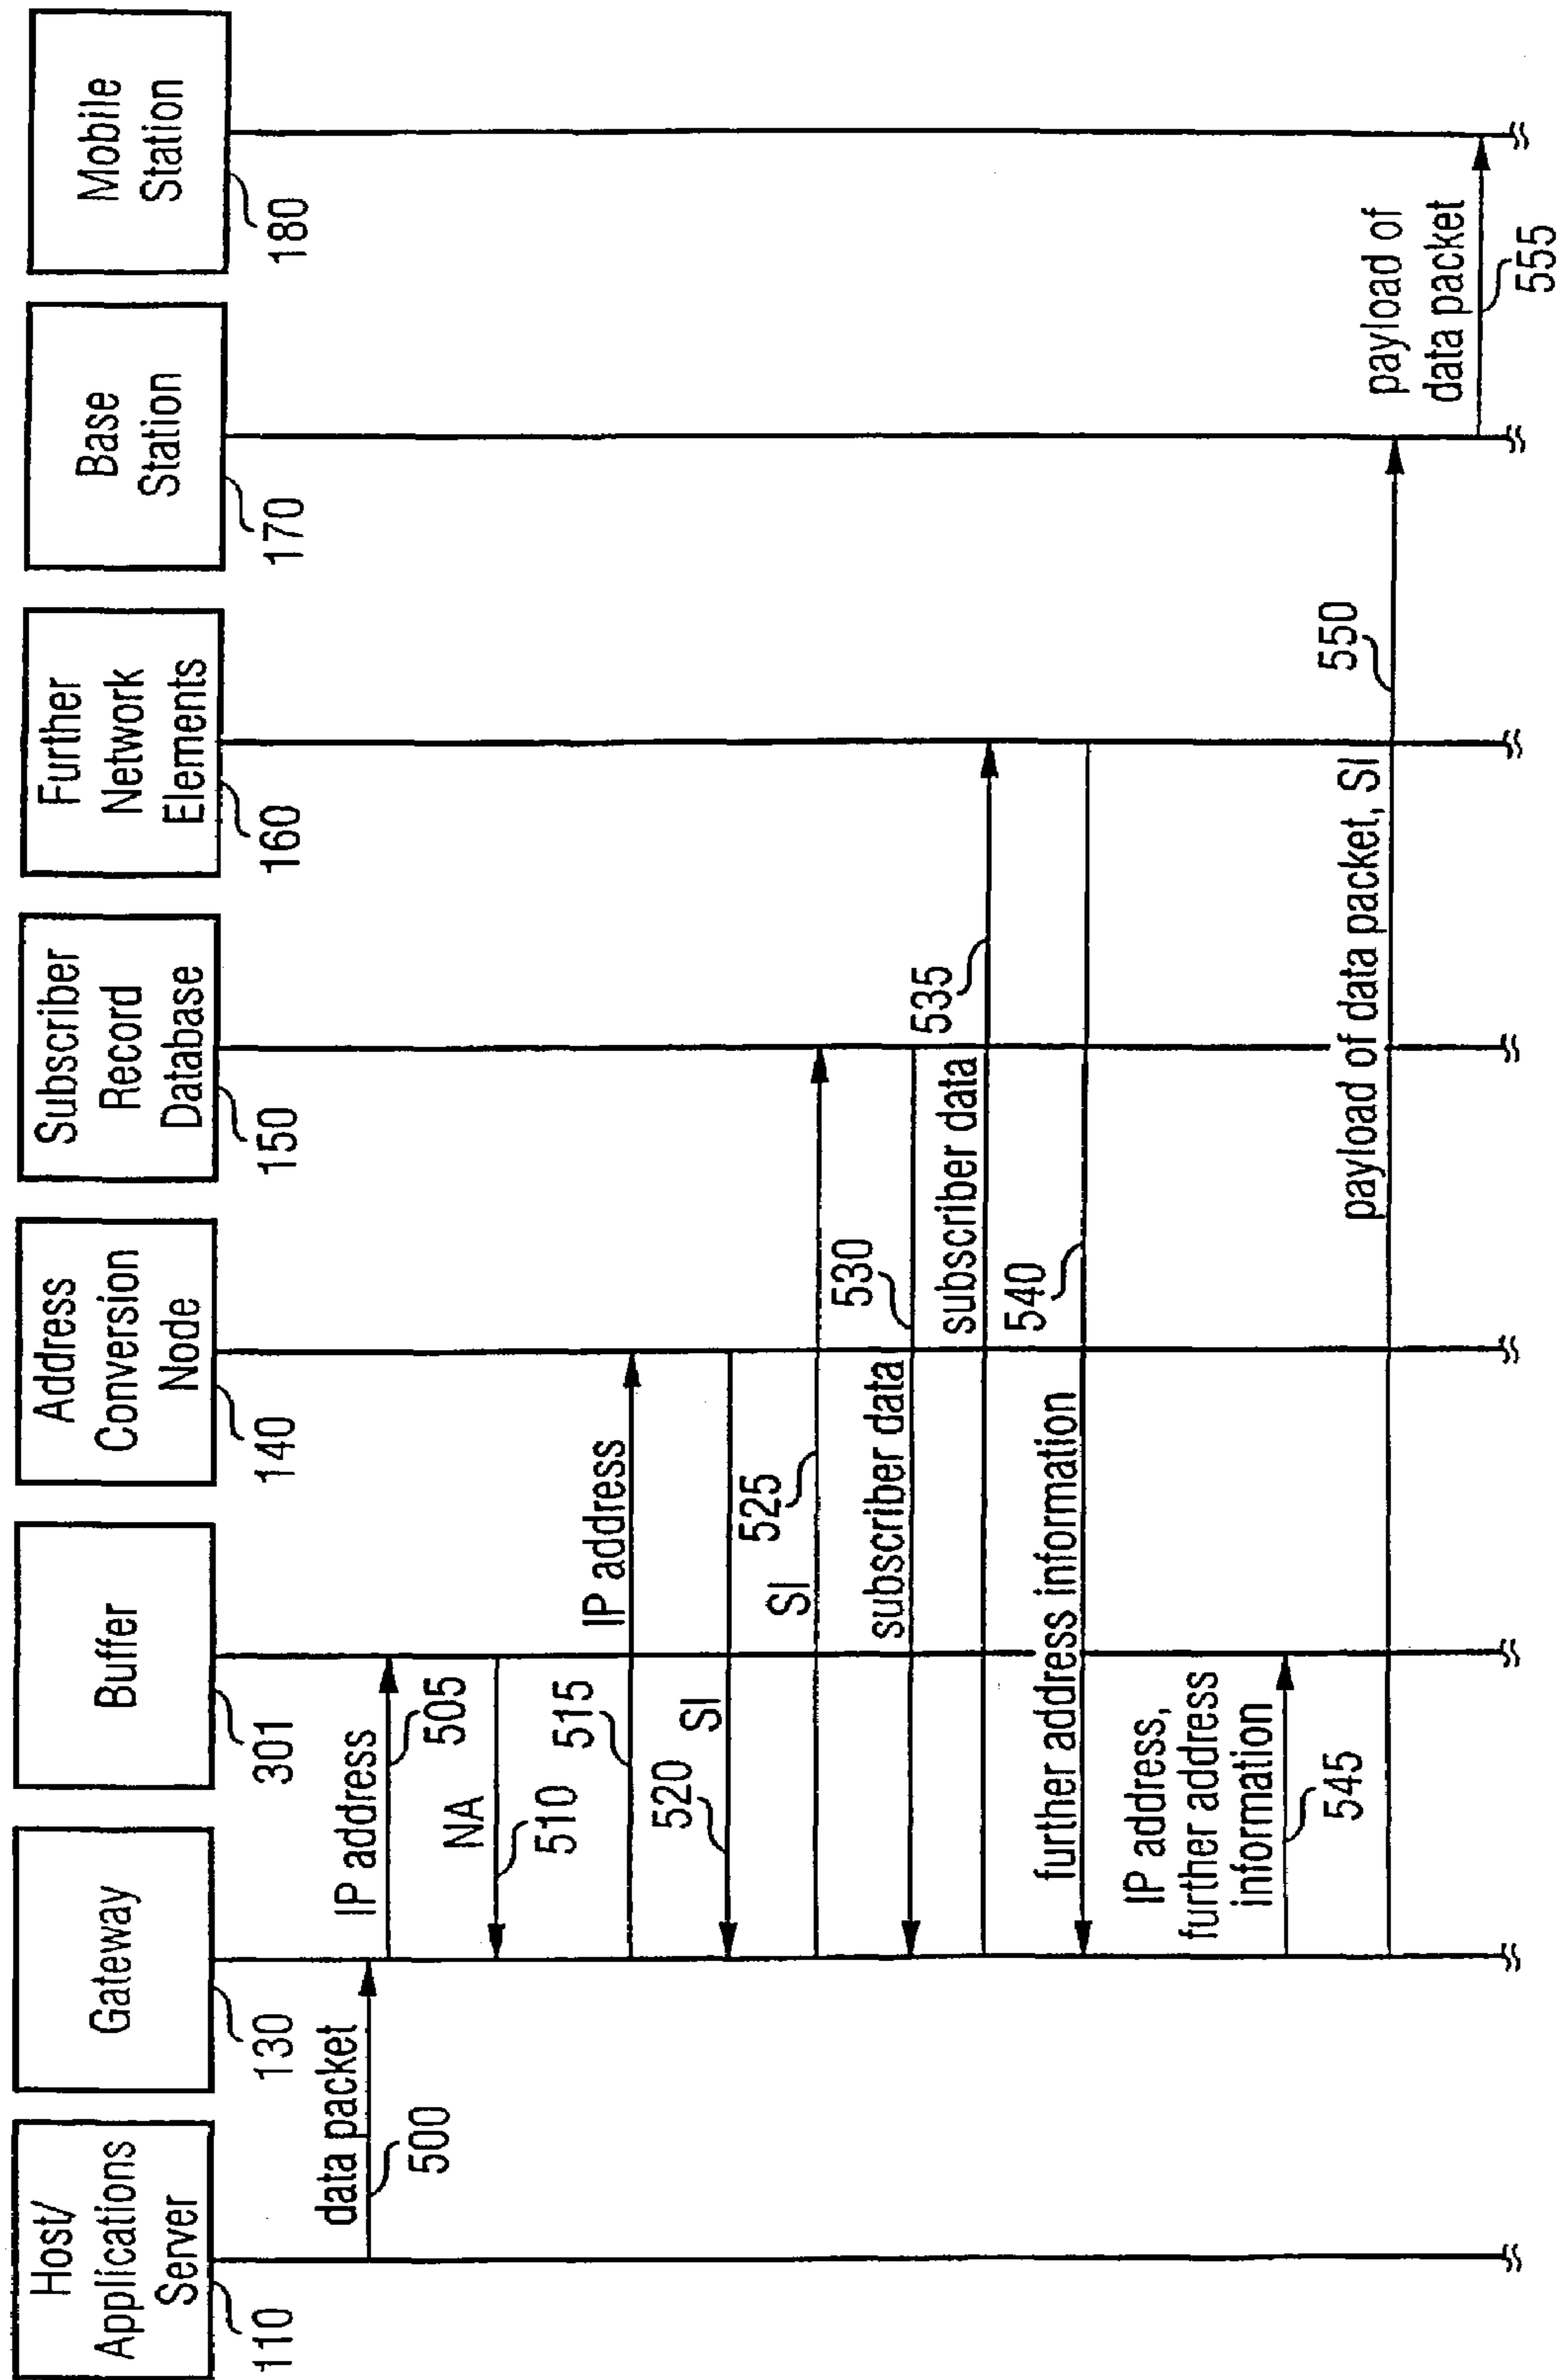 Host/
Applications
Server
110
Gateway
130
Buffer
301
Address
Conversion
Node
140
Subscriber
Record
Database
150
Further
Network
Elements
160
Base
Station
170
Mobile
Station
180
data packet
500
IP address
505
NA
510
IP address
515
SI
520
SI
525
subscriber data
530
subscriber data
535
further address information
540
IP address,
further address
information
545
payload of data packet, SI
550
payload of
data packet
555